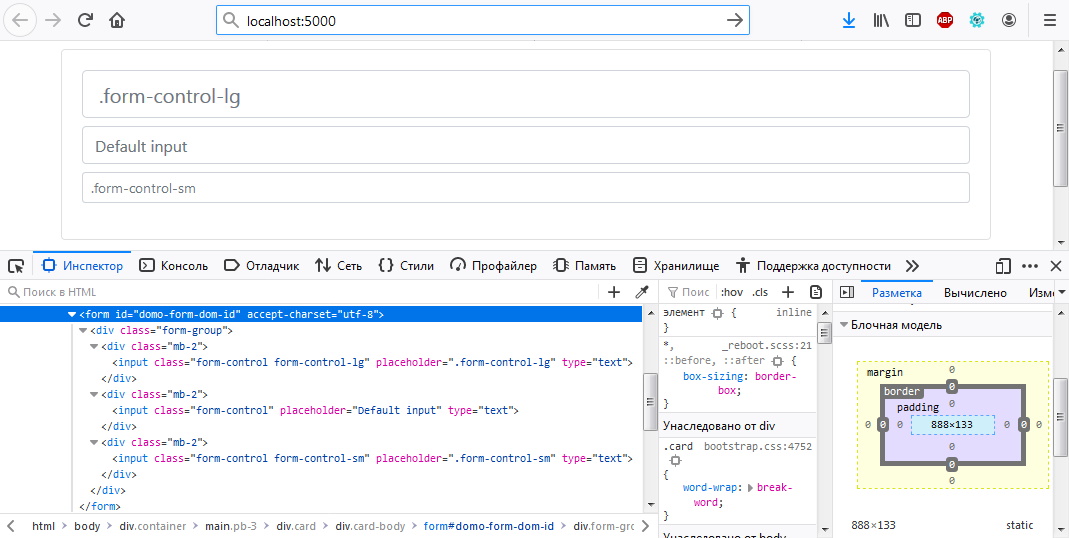 localhost:5000
ABP
.form-control-lg
Default input
.form-control-sm
Инспектор Консоль Отладчик Сеть Стили Профайлер Память Хранилище Поддержка доступности
Поиск в HTML
<form id="domo-form-dom-id" accept-charset="utf-8">
<div class="form-group">
<div class="mb-2">
<input class="form-control form-control-lg" placeholder=".form-control-lg" type="text">
</div>
<div class="mb-2">
<input class="form-control" placeholder="Default input" type="text">
</div>
<div class="mb-2">
<input class="form-control form-control-sm" placeholder=".form-control-sm" type="text">
</div>
</div>
</form>
html body div.container main.pb-3 div.card div.card-body form#domo-form-dom-id div.form-gro
Поис :hov .cls
элемент { inline
}
*, _reboot.scss:21
::before, ::after {
box-sizing: border-
box;
}
Унаследовано от div
.card bootstrap.css:4752
{
word-wrap: break-
word;
}
Унаследовано от body
Разметка Вычислено
Блочная модель
margin 0
border 0
padding 0
0 0 0 888×133 0 0 0
0
0
0
888×133 static